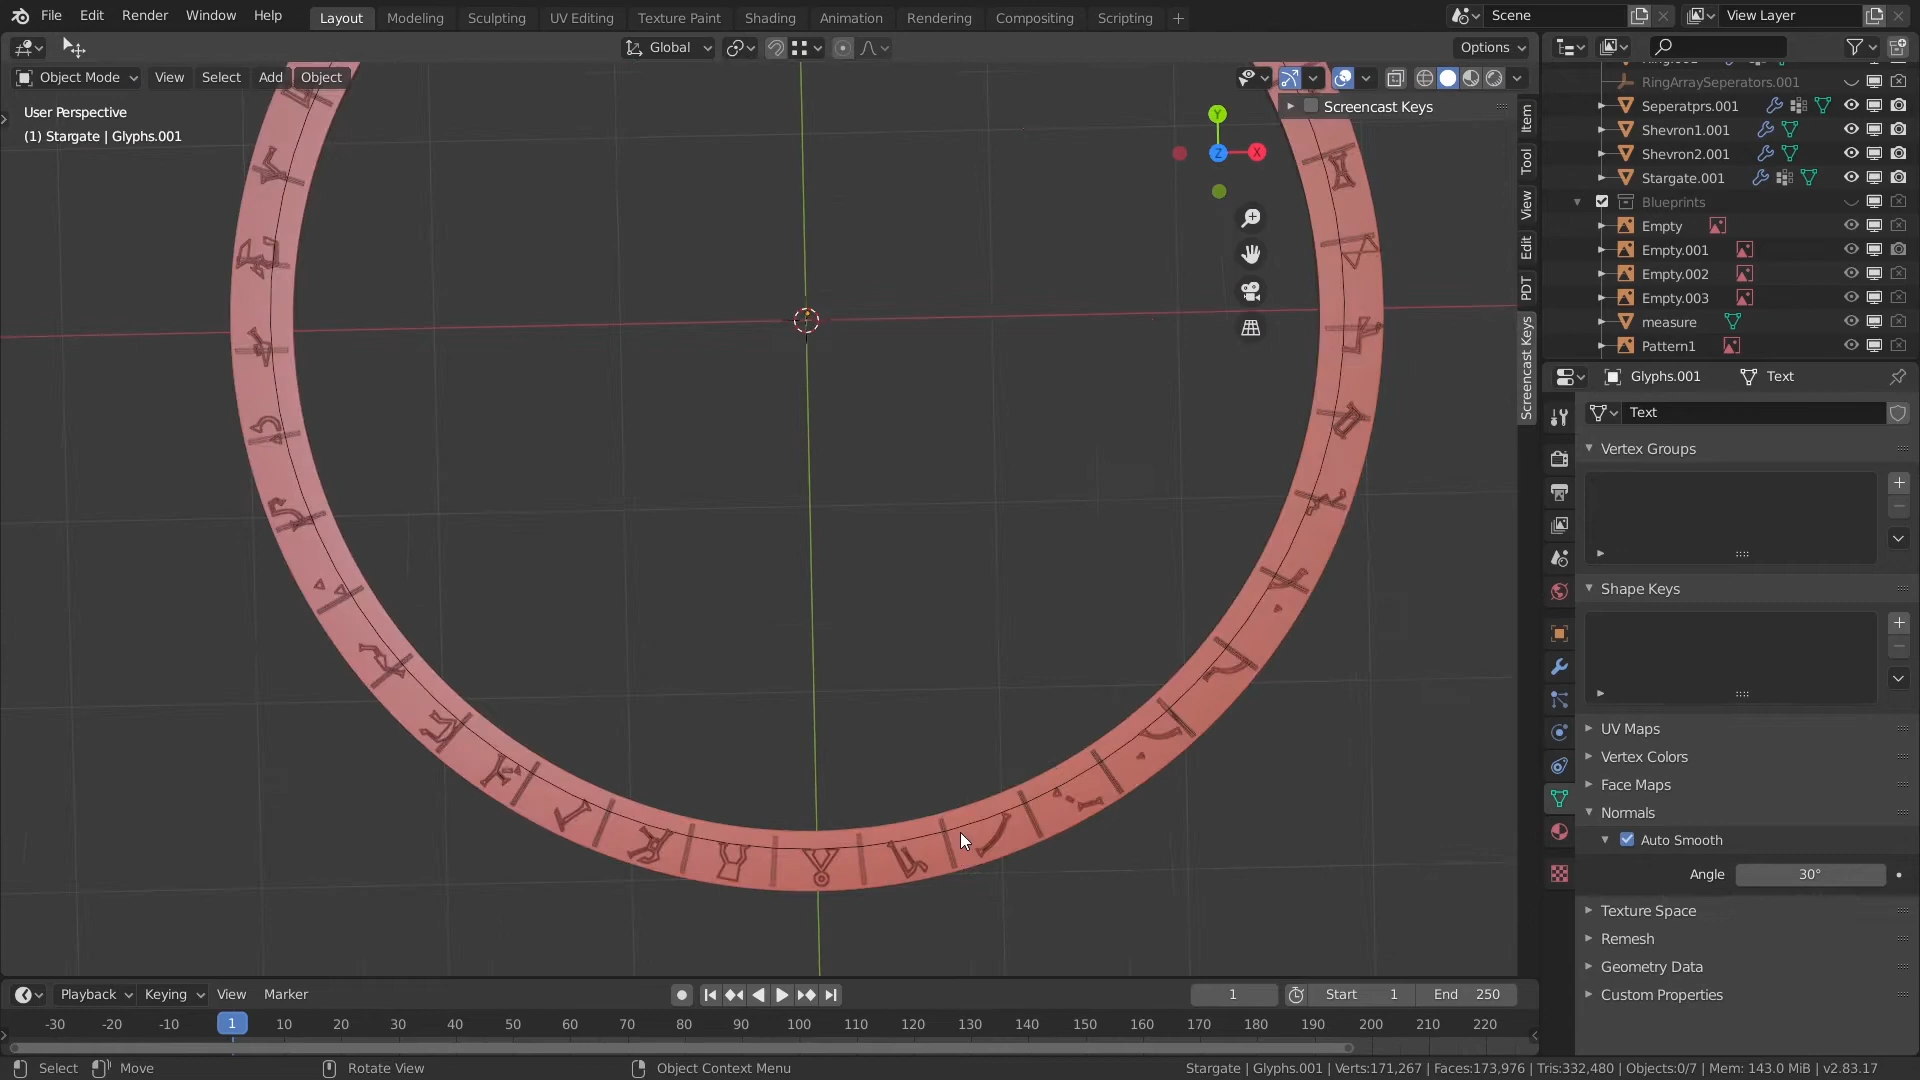 File Edit Render Window Help Layout Modeling Sculpting UV Editing Texture Paint Shading Animation Rendering Compositing Scripting + Scene View Layer
Global Options
Object Mode View Select Add Object
User Perspective
(1) Stargate | Glyphs.001
Screencast Keys
Y
Z
X
Item
Tool
View
Edit
PDT
Screencast Keys
RingArraySeperators.001
Seperatprs.001
Shevron1.001
Shevron2.001
Stargate.001
Blueprints
Empty
Empty.001
Empty.002
Empty.003
measure
Pattern1
Glyphs.001 Text
Text
Vertex Groups
Shape Keys
UV Maps
Vertex Colors
Face Maps
Normals
Auto Smooth
Angle 30°
Texture Space
Remesh
Geometry Data
Custom Properties
Playback Keying View Marker 1 Start 1 End 250
-30 -20 -10 1 10 20 30 40 50 60 70 80 90 100 110 120 130 140 150 160 170 180 190 200 210 220
Select Move Rotate View Object Context Menu Stargate | Glyphs.001 | Verts:171,267 | Faces:173,976 | Tris:332,480 | Objects:0/7 | Mem: 143.0 MiB | v2.83.17